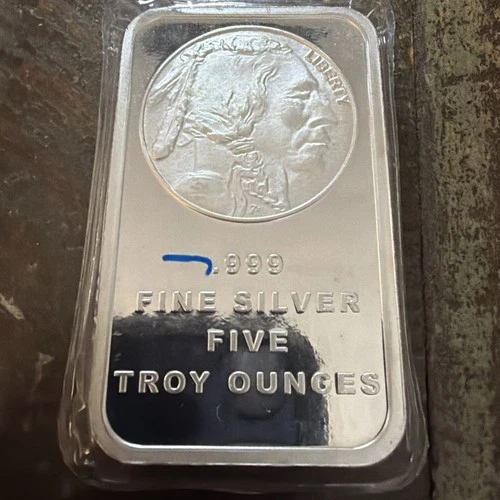 LIBERTY
.999
FINE SILVER
FIVE
TROY OUNCES